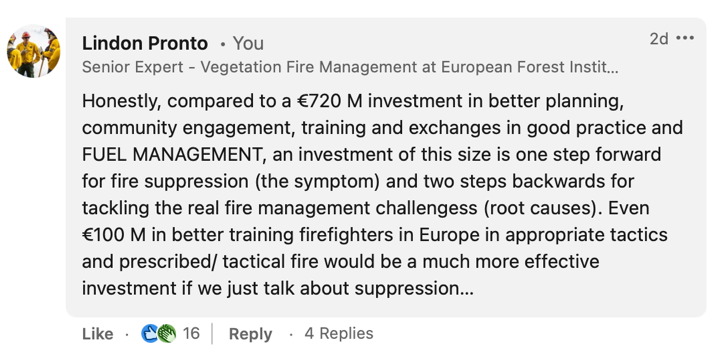 Lindon Pronto • You
2d •••
Senior Expert - Vegetation Fire Management at European Forest Instit...
Honestly, compared to a €720 M investment in better planning,
community engagement, training and exchanges in good practice and
FUEL MANAGEMENT, an investment of this size is one step forward
for fire suppression (the symptom) and two steps backwards for
tackling the real fire management challengess (root causes). Even
€100 M in better training firefighters in Europe in appropriate tactics
and prescribed/ tactical fire would be a much more effective
investment if we just talk about suppression...
Like · 16 | Reply · 4 Replies